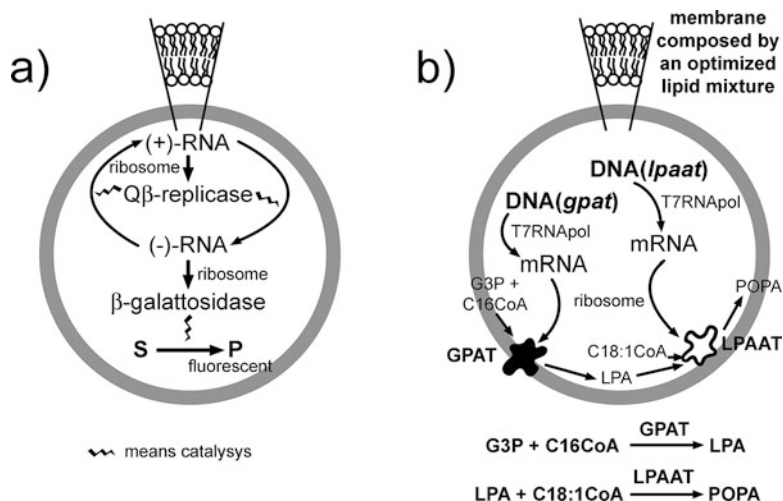 a)
(+)-RNA
ribosome
Qβ-replicase
(-)-RNA
ribosome
β-galattosidase
S P
fluorescent
means catalysys
b)
membrane
composed by
an optimized
lipid mixture
DNA(lpaat)
DNA(gpat)
T7RNApol
T7RNApol
mRNA
mRNA
G3P +
C16CoA
ribosome
POPA
GPAT
C18:1CoA
LPAAT
LPA
GPAT
G3P + C16CoA LPA
LPAAT
LPA + C18:1CoA POPA